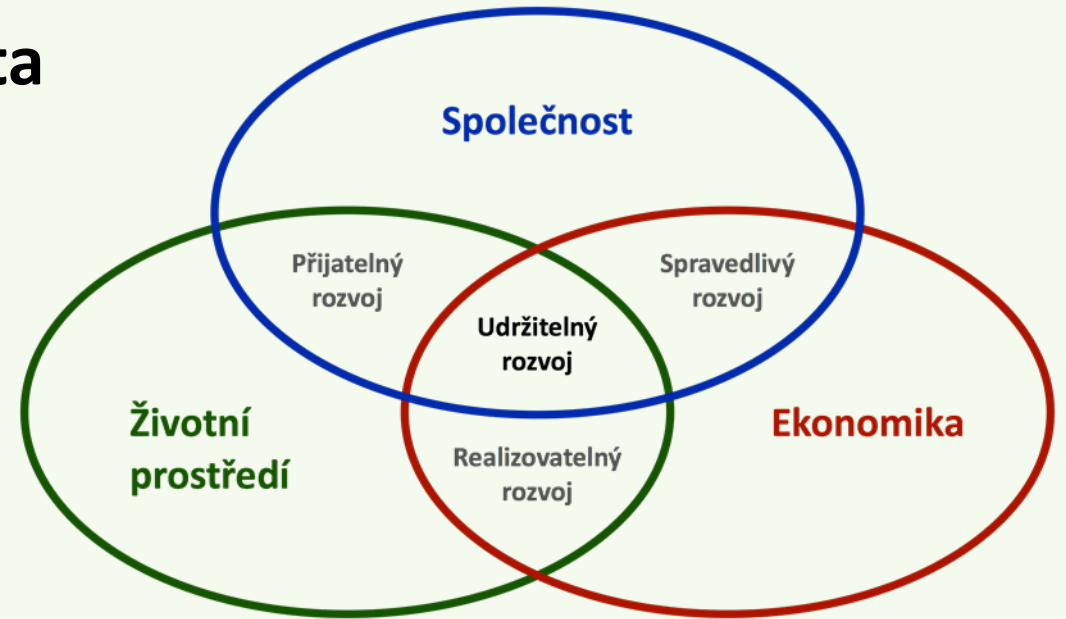 ta
Společnost
Přijatelný
rozvoj
Spravedlivý
rozvoj
Udržitelný
rozvoj
Životní
prostředí
Ekonomika
Realizovatelný
rozvoj